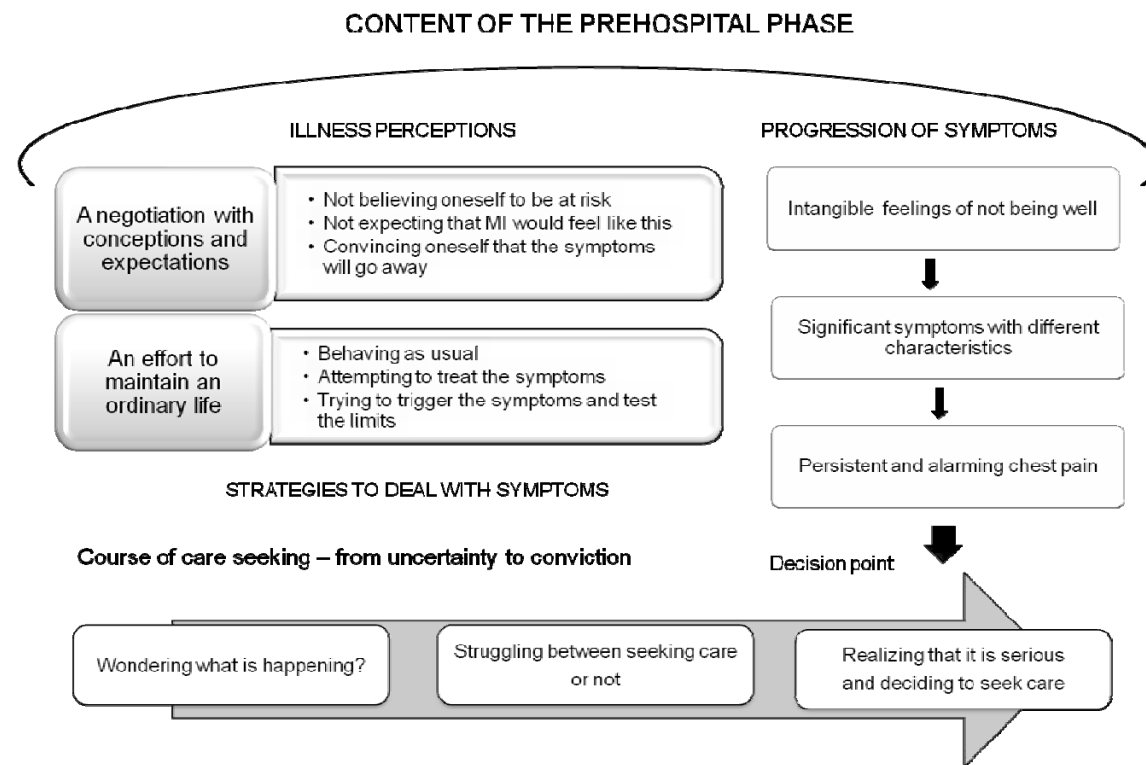 CONTENT OF THE PREHOSPITAL PHASE
ILLNESS PERCEPTIONS
A negotiation with
conceptions and
expectations
• Not believing oneself to be at risk
• Not expecting that MI would feel like this
• Convincing oneself that the symptoms
will go away
An effort to
maintain an
ordinary life
• Behaving as usual
• Attempting to treat the symptoms
• Trying to trigger the symptoms and test
the limits
STRATEGIES TO DEAL WITH SYMPTOMS
PROGRESSION OF SYMPTOMS
Intangible feelings of not being well
Significant symptoms with different
characteristics
Persistent and alarming chest pain
Decision point
Course of care seeking – from uncertainty to conviction
Wondering what is happening?
Struggling between seeking care
or not
Realizing that it is serious
and deciding to seek care